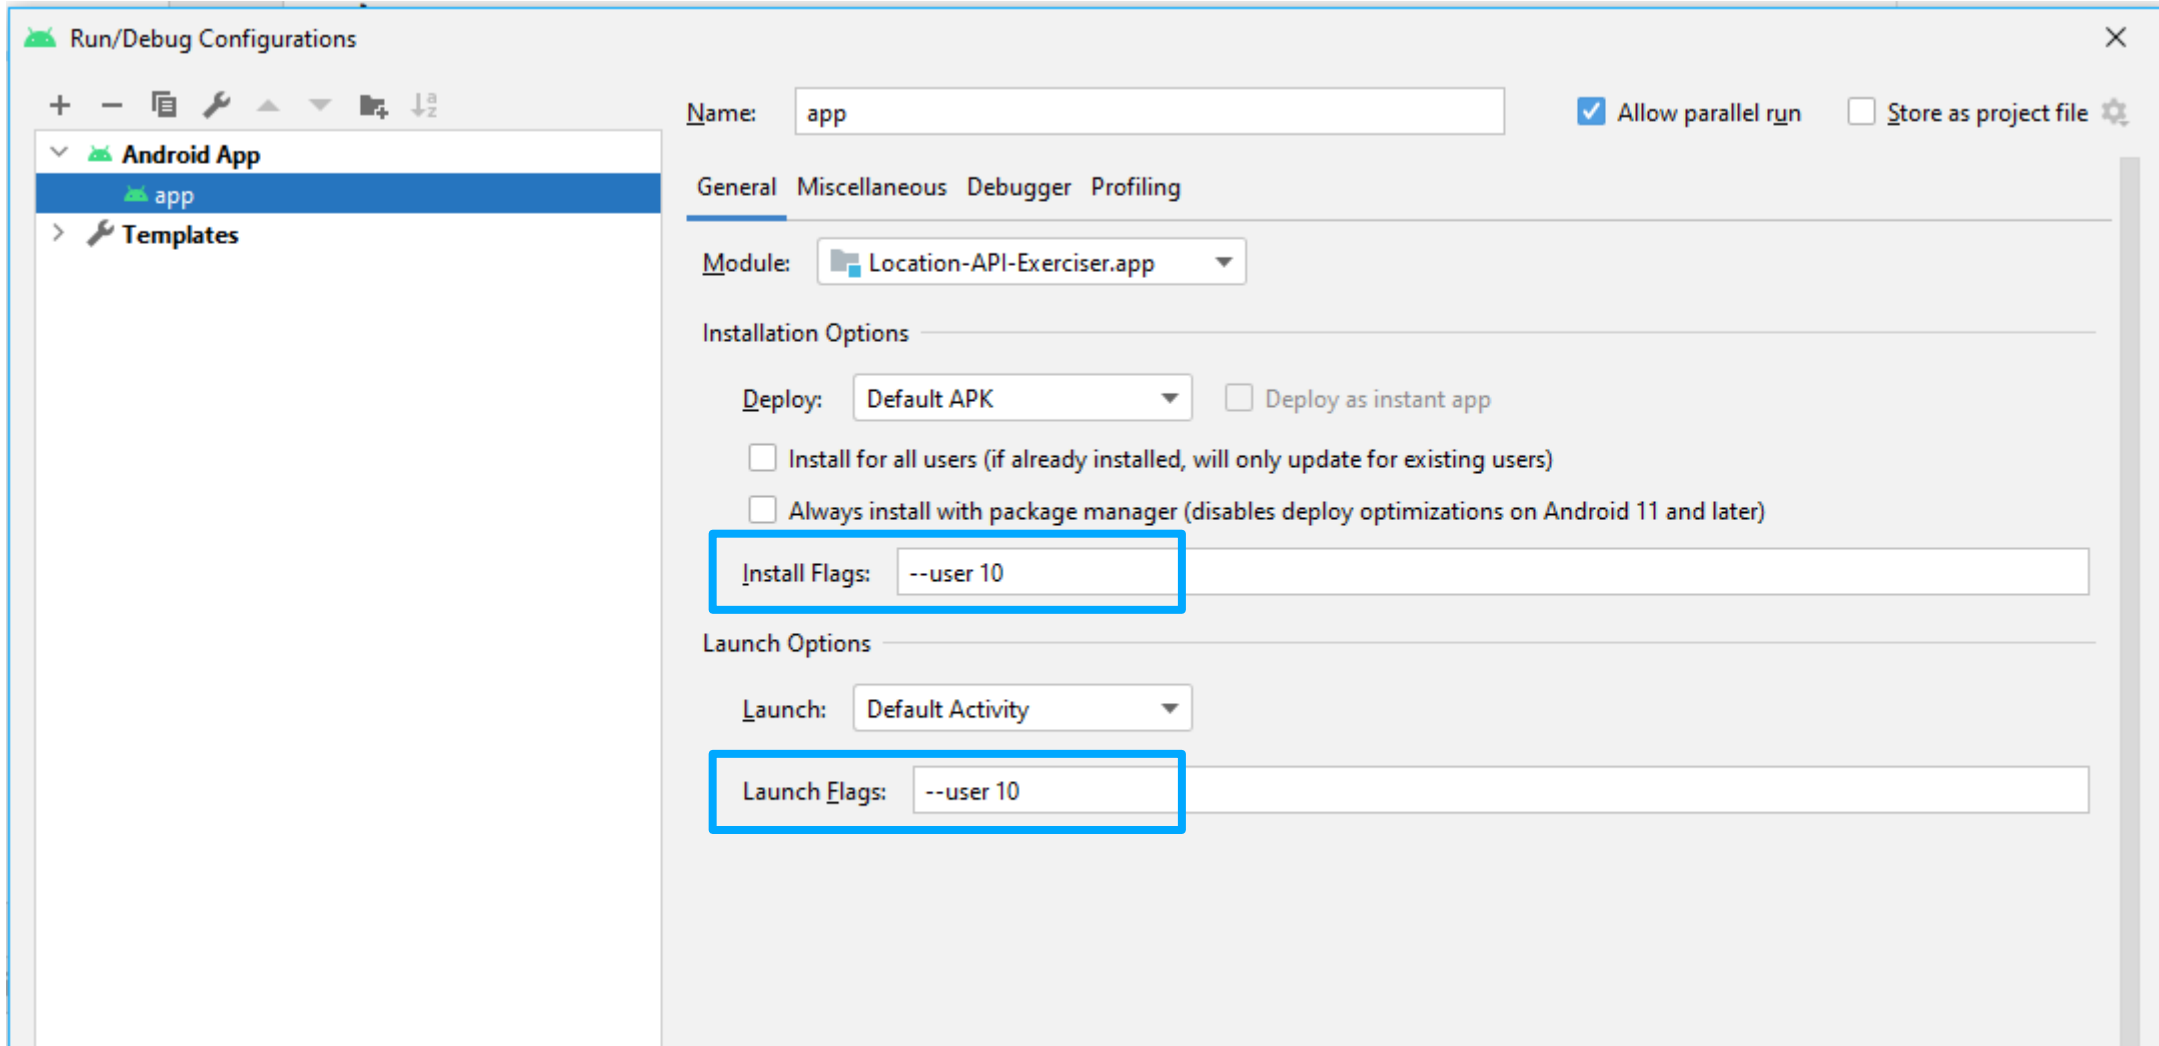 Run/Debug Configurations
Name: app
Allow parallel run
Store as project file
Android App
app
Templates
General Miscellaneous Debugger Profiling
Module: Location-API-Exerciser.app
Installation Options
Deploy: Default APK
Deploy as instant app
Install for all users (if already installed, will only update for existing users)
Always install with package manager (disables deploy optimizations on Android 11 and later)
Install Flags: --user 10
Launch Options
Launch: Default Activity
Launch Flags: --user 10